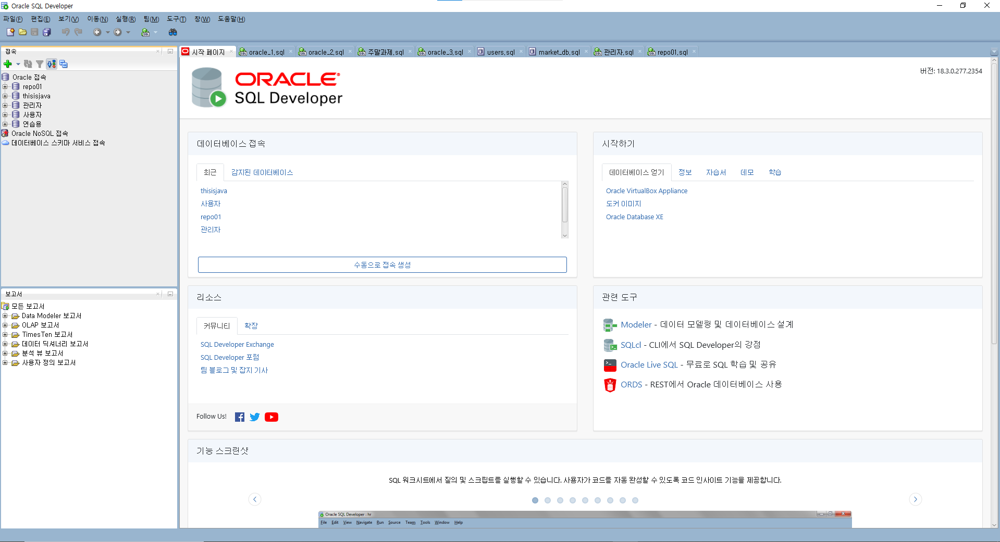 Oracle SQL Developer
파일(F) 편집(E) 보기(V) 이동(N) 실행(R) 팀(M) 도구(T) 창(W) 도움말(H)
접속
Oracle 접속
repo01
thisisjava
관리자
사용자
연습용
Oracle NoSQL 접속
데이터베이스 스키마 서비스 접속
보고서
모든 보고서
Data Modeler 보고서
OLAP 보고서
TimesTen 보고서
데이터 딕셔너리 보고서
분석 뷰 보고서
사용자 정의 보고서
시작 페이지 oracle_1.sql oracle_2.sql 주말과제.sql oracle_3.sql users.sql market_db.sql 관리자.sql repo01.sql
ORACLE
SQL Developer
버전: 18.3.0.277.2354
데이터베이스 접속
최근 감지된 데이터베이스
thisisjava
사용자
repo01
관리자
수동으로 접속 생성
시작하기
데이터베이스 얻기 정보 자습서 데모 학습
Oracle VirtualBox Appliance
도커 이미지
Oracle Database XE
리소스
커뮤니티 확장
SQL Developer Exchange
SQL Developer 포럼
팀 블로그 및 잡지 기사
Follow Us!
관련 도구
Modeler - 데이터 모델링 및 데이터베이스 설계
SQLcl - CLI에서 SQL Developer의 강점
Oracle Live SQL - 무료로 SQL 학습 및 공유
ORDS - REST에서 Oracle 데이터베이스 사용
기능 스크린샷
SQL 워크시트에서 질의 및 스크립트를 실행할 수 있습니다. 사용자가 코드를 자동 완성할 수 있도록 코드 인사이트 기능을 제공합니다.
Oracle SQL Developer : hr
File Edit View Navigate Run Source Team Tools Window Help